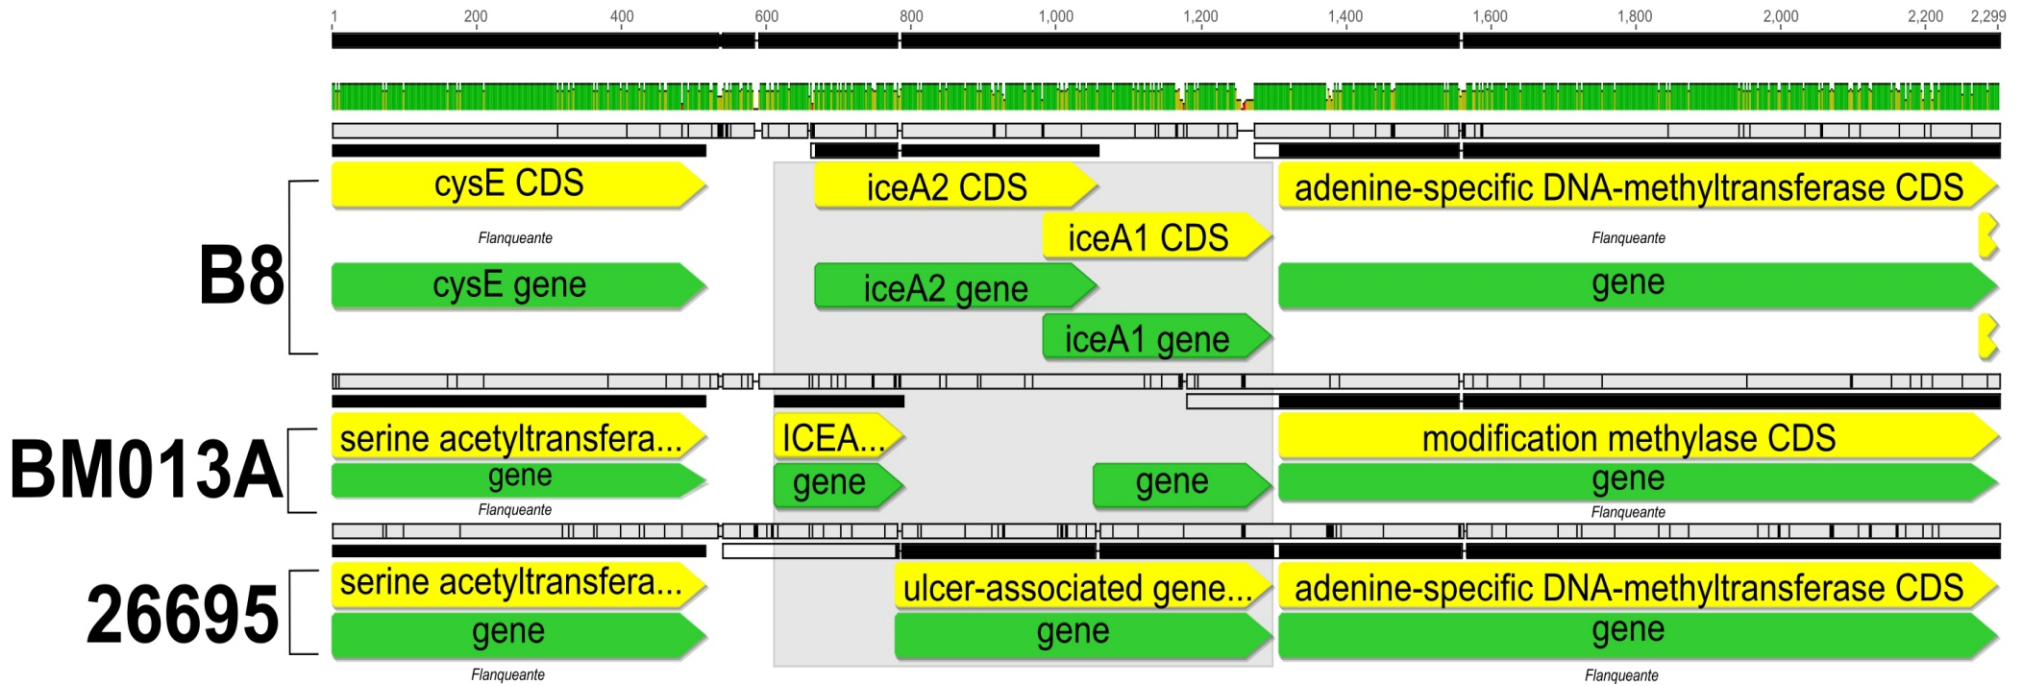 1 200 400 600 800 1,000 1,200 1,400 1,600 1,800 2,000 2,200 2,299
cysE CDS iceA2 CDS adenine-specific DNA-methyltransferase CDS
Flanqueante iceA1 CDS Flanqueante
B8
cysE gene iceA2 gene gene
iceA1 gene
BM013A
serine acetyltransfera... ICEA... modification methylase CDS
gene gene gene gene
Flanqueante Flanqueante
26695
serine acetyltransfera... ulcer-associated gene... adenine-specific DNA-methyltransferase CDS
gene gene gene
Flanqueante Flanqueante